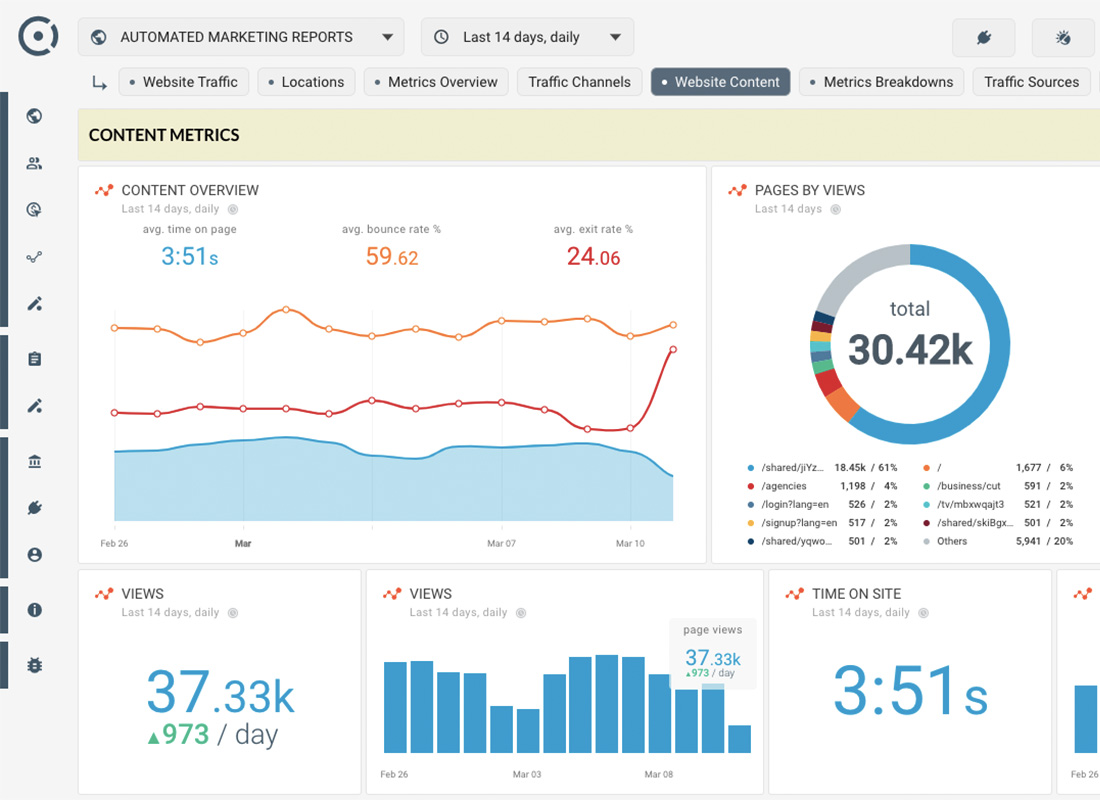 AUTOMATED MARKETING REPORTS
Last 14 days, daily
Website Traffic
Locations
Metrics Overview
Traffic Channels
Website Content
Metrics Breakdowns
Traffic Sources
CONTENT METRICS
CONTENT OVERVIEW
Last 14 days, daily
avg. time on page
avg. bounce rate %
avg. exit rate %
3:51s
59.62
24.06
Feb 26
Mar
Mar 07
Mar 10
PAGES BY VIEWS
Last 14 days
total
30.42k
/shared/jiYz... 18.45k / 61%
/ 1,677 / 6%
/agencies 1,198 / 4%
/business/cut 591 / 2%
/login?lang=en 526 / 2%
/tv/mbxwqajt3 521 / 2%
/signup?lang=en 517 / 2%
/shared/skiBgx... 501 / 2%
/shared/yqwo... 501 / 2%
Others 5,941 / 20%
VIEWS
Last 14 days, daily
37.33k
▲973 / day
VIEWS
Last 14 days, daily
page views
37.33k
▲973 / day
Feb 26
Mar 03
Mar 08
TIME ON SITE
Last 14 days, daily
3:51s
Feb 26